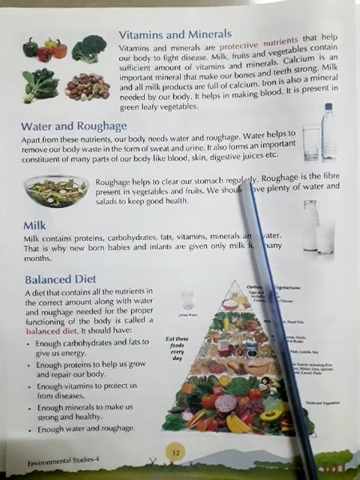 Vitamins and Minerals
Vitamins and minerals are protective nutrients that help
our body to fight disease. Milk, fruits and vegetables contain
sufficient amount of vitamins and minerals. Calcium is an
important mineral that make our bones and teeth strong. Milk
and all milk products are full of calcium. Iron is also a mineral
needed by our body. It helps in making blood. It is present in
green leafy vegetables.
Water and Roughage
Apart from these nutrients, our body needs water and roughage. Water helps to
remove our body waste in the form of sweat and urine. It also forms an important
constituent of many parts of our body like blood, skin, digestive juices etc.
Roughage helps to clear our stomach regularly. Roughage is the fibre
present in vegetables and fruits. We should have plenty of water and
salads to keep good health.
Milk
Milk contains proteins, carbohydrates, fats, vitamins, minerals and water.
That is why new born babies and infants are given only milk for many
months.
Balanced Diet
A diet that contains all the nutrients in
the correct amount along with water
and roughage needed for the proper
functioning of the body is called a
balanced diet. It should have:
• Enough carbohydrates and fats to
give us energy.
• Enough proteins to help us grow
and repair our body.
• Enough vitamins to protect us
from diseases.
• Enough minerals to make us
strong and healthy.
• Enough water and roughage.
Eat these
foods
every
day
32
Environmental Studies-4